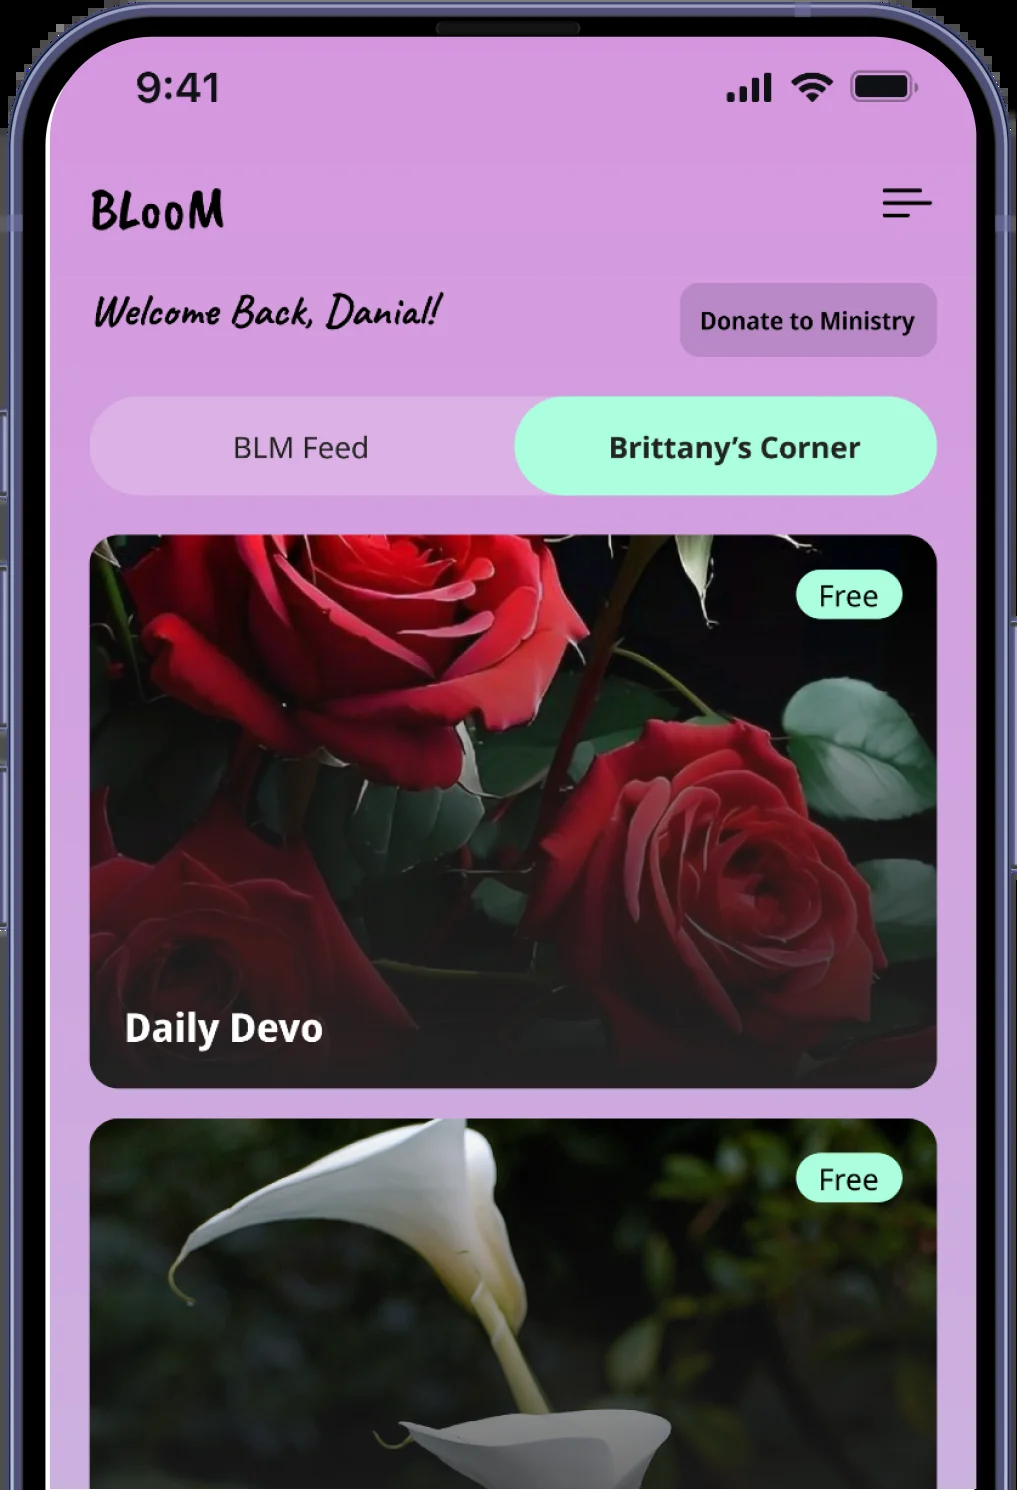 9:41
BLooM
Welcome Back, Danial!
Donate to Ministry
BLM Feed
Brittany’s Corner
Free
Daily Devo
Free